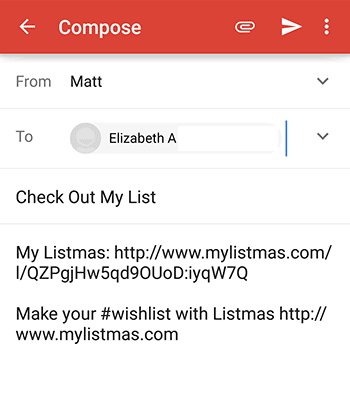 Compose
From Matt
To Elizabeth A
Check Out My List
My Listmas: http://www.mylistmas.com/
l/QZPgjHw5qd9OUoD:iyqW7Q
Make your #wishlist with Listmas http://
www.mylistmas.com